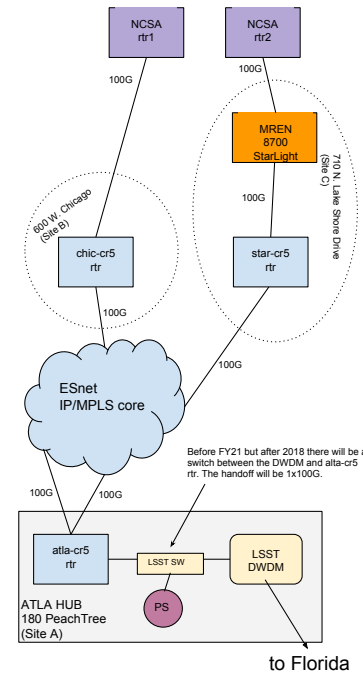 NCSA
rtr1
NCSA
rtr2
100G
100G
MREN
8700
StarLight
710 N. Lake Shore Drive
(Site C)
600 W. Chicago
(Site B)
100G
chic-cr5
rtr
star-cr5
rtr
100G
100G
ESnet
IP/MPLS core
Before FY21 but after 2018 there will be a
switch between the DWDM and alta-cr5
rtr. The handoff will be 1x100G.
100G
100G
atla-cr5
rtr
LSST SW
LSST
DWDM
PS
ATLA HUB
180 PeachTree
(Site A)
to Florida